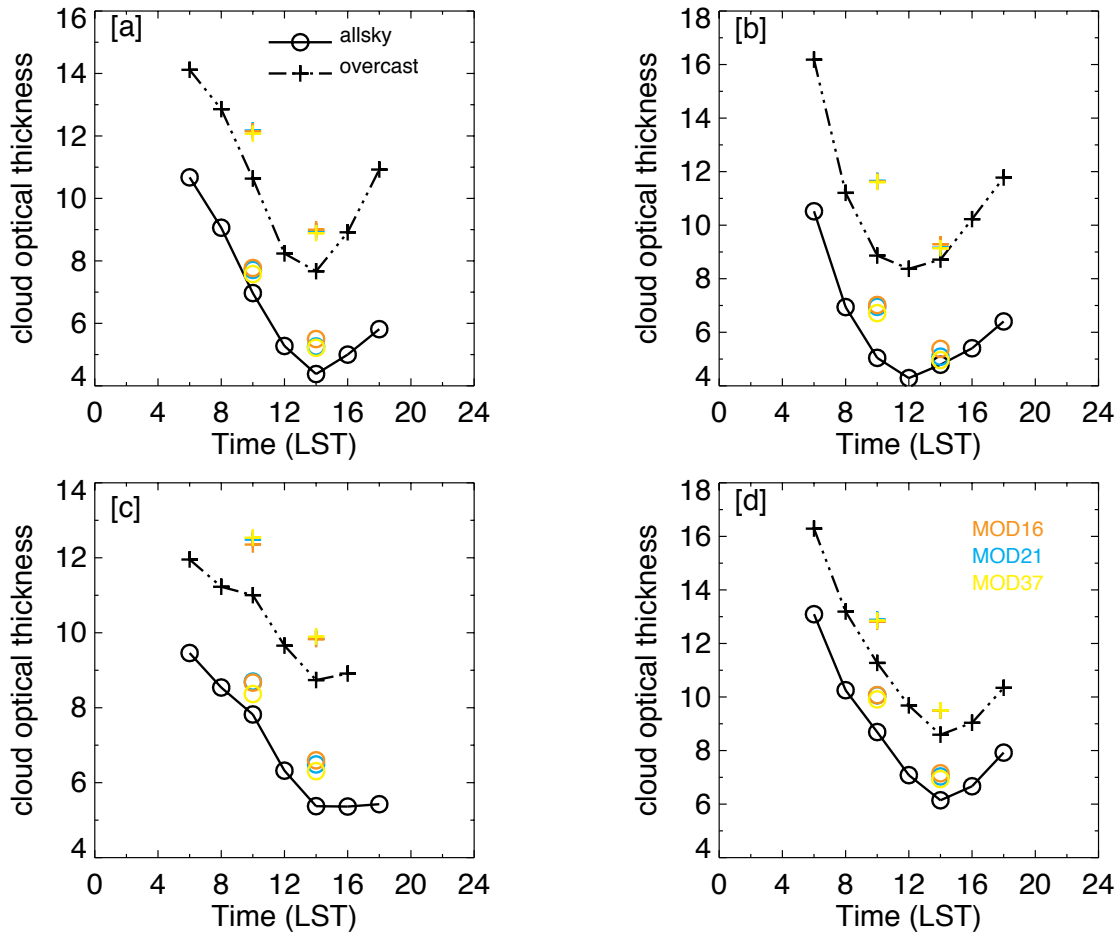 [a]
allsky
overcast
cloud optical thickness
16
14
12
10
8
6
4
0 4 8 12 16 20 24
Time (LST)
[b]
cloud optical thickness
18
16
14
12
10
8
6
4
0 4 8 12 16 20 24
Time (LST)
[c]
cloud optical thickness
14
12
10
8
6
4
0 4 8 12 16 20 24
Time (LST)
[d]
MOD16
MOD21
MOD37
cloud optical thickness
18
16
14
12
10
8
6
4
0 4 8 12 16 20 24
Time (LST)